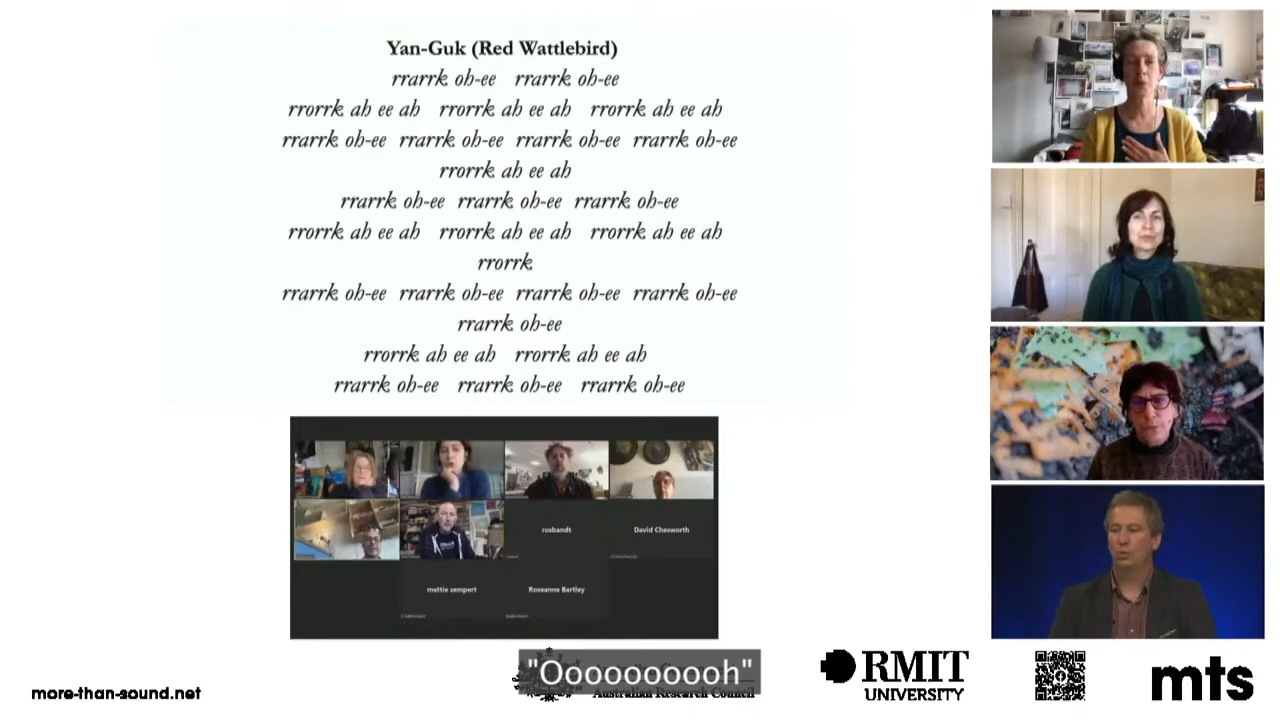 Yan-Guk (Red Wattlebird)
rrarrk oh-ee rrarrk oh-ee
rrorrk ah ee ah rrorrk ah ee ah rrorrk ah ee ah
rrarrk oh-ee rrarrk oh-ee rrarrk oh-ee rrarrk oh-ee
rrorrk ah ee ah
rrarrk oh-ee rrarrk oh-ee rrarrk oh-ee
rrorrk ah ee ah rrorrk ah ee ah rrorrk ah ee ah
rrorrk
rrarrk oh-ee rrarrk oh-ee rrarrk oh-ee rrarrk oh-ee
rrarrk oh-ee
rrorrk ah ee ah rrorrk ah ee ah
rrarrk oh-ee rrarrk oh-ee rrarrk oh-ee
rosbandt
David Chesworth
mattie sempert
Roseanne Bartley
"Oooooooooh"
Australian Research Council
more-than-sound.net
RMIT
UNIVERSITY
mts